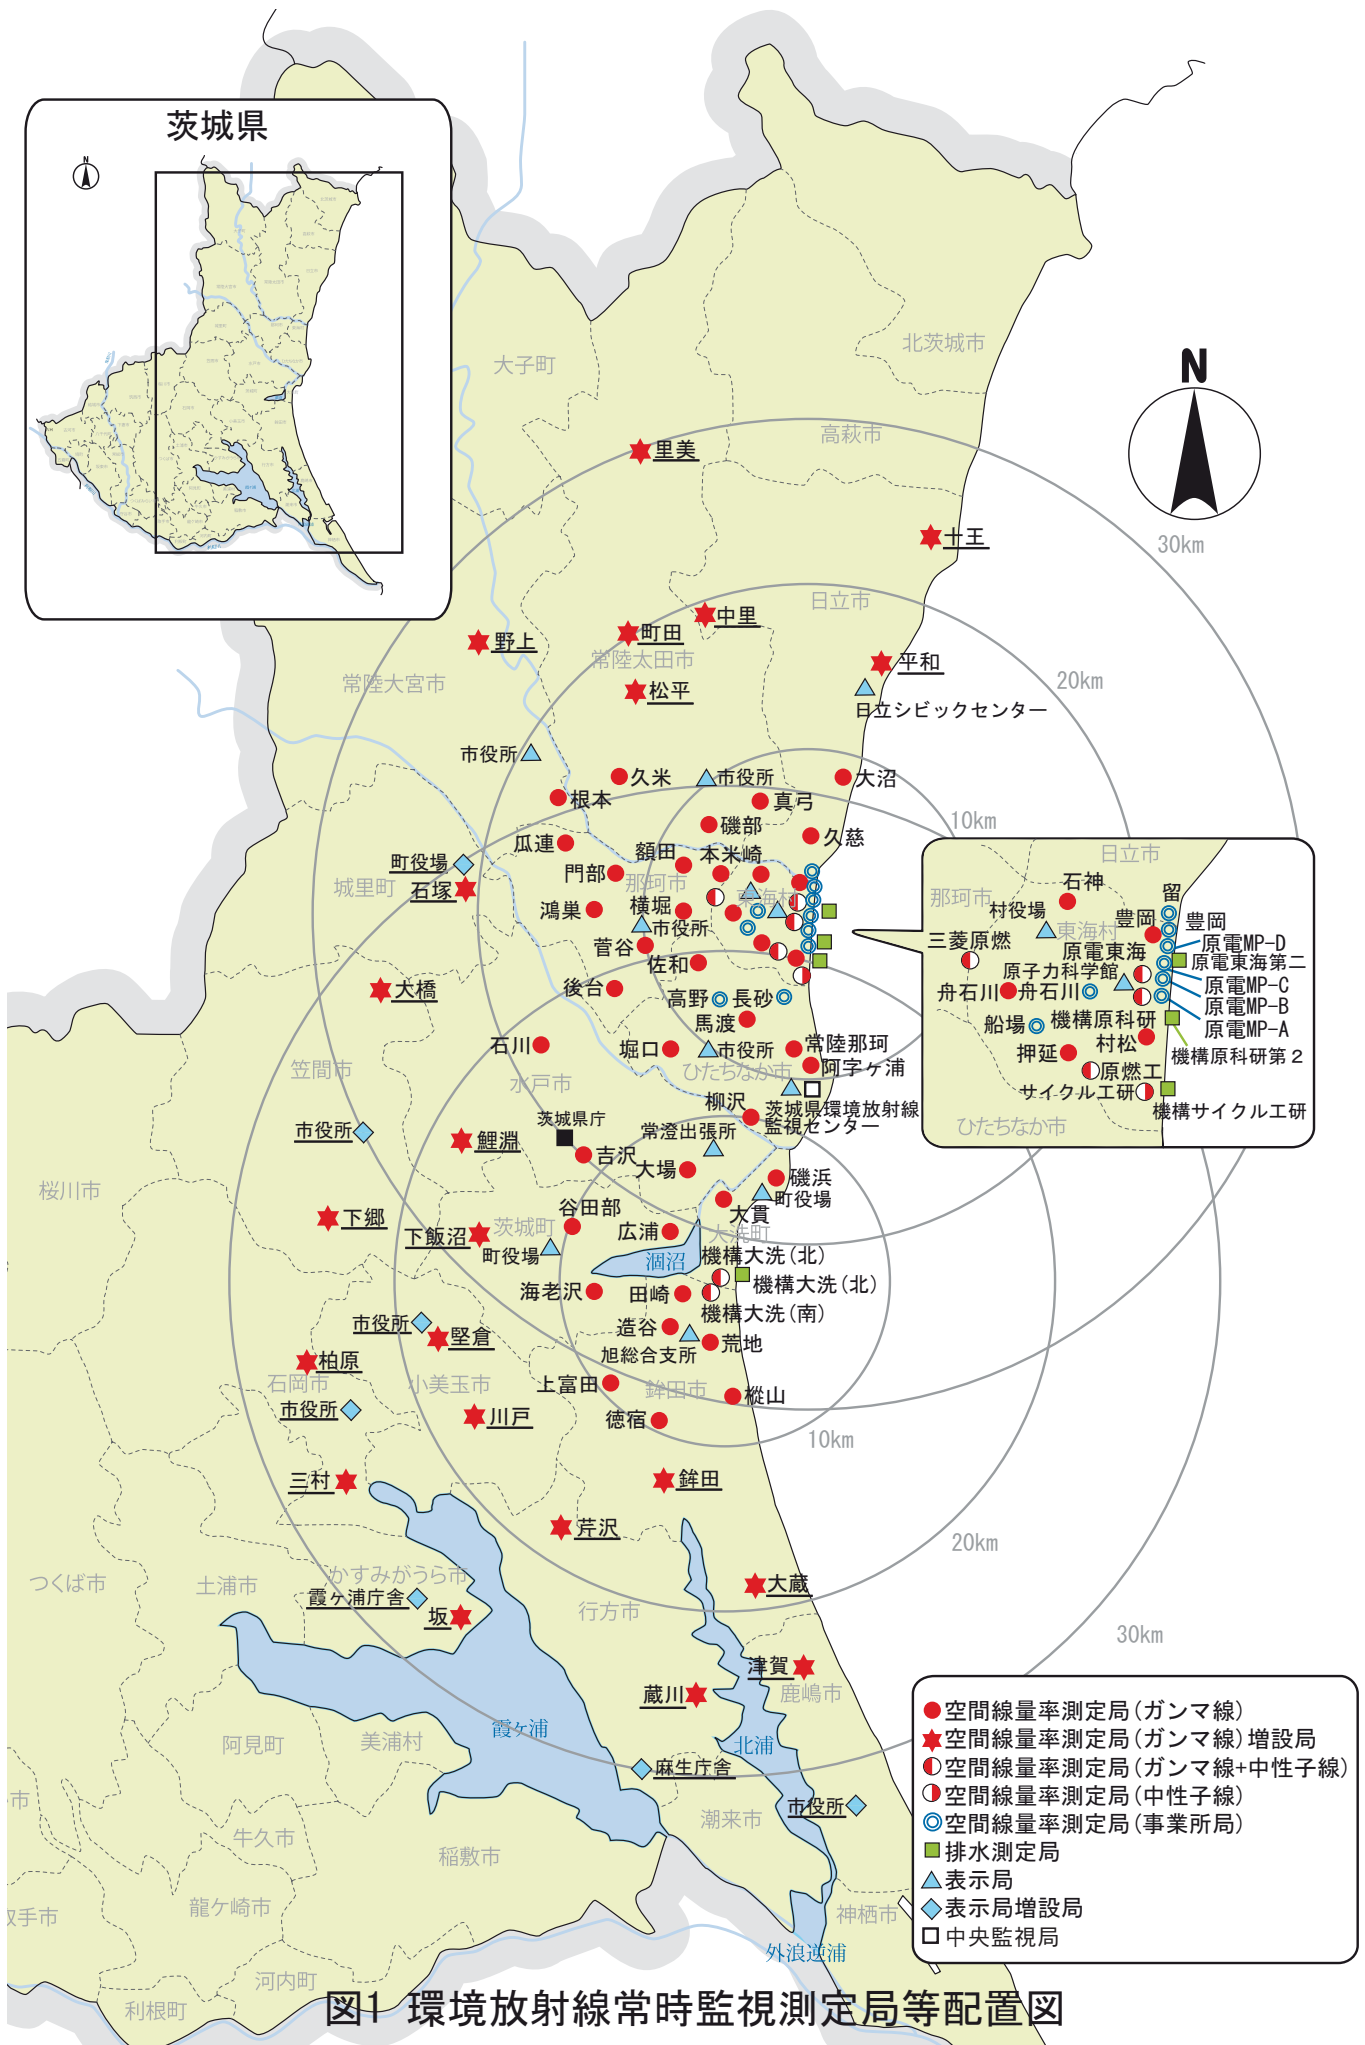 茨城県
N
N
大子町
北茨城市
高萩市
里美
十王
30km
日立市
中里
町田
野上
常陸太田市
平和
20km
常陸大宮市
松平
日立シビックセンター
市役所
久米
市役所
大沼
根本
真弓
10km
磯部
久慈
瓜連
額田
本米崎
町役場
門部
那珂市
城里町
石塚
東海村
鴻巣
横堀
市役所
菅谷
佐和
大橋
後台
高野
長砂
馬渡
石川
堀口
市役所
常陸那珂
笠間市
水戸市
ひたちなか市
阿字ヶ浦
柳沢
茨城県環境放射線
監視センター
茨城県庁
常澄出張所
市役所
鯉淵
吉沢
大場
磯浜
町役場
桜川市
大貫
下郷
谷田部
茨城町
下飯沼
広浦
大洗町
町役場
涸沼
機構大洗(北)
機構大洗(北)
海老沢
田崎
機構大洗(南)
市役所
堅倉
造谷
荒地
旭総合支所
柏原
石岡市
小美玉市
上富田
鉾田市
樅山
市役所
川戸
徳宿
10km
三村
鉾田
芹沢
20km
つくば市
土浦市
かすみがうら市
大蔵
霞ヶ浦庁舎
坂
行方市
30km
津賀
蔵川
鹿嶋市
霞ヶ浦
北浦
阿見町
美浦村
麻生庁舎
市役所
潮来市
市
牛久市
稲敷市
龍ケ崎市
取手市
神栖市
外浪逆浦
河内町
利根町
日立市
那珂市
石神
留
村役場
豊岡
豊岡
東海村
三菱原燃
原電東海
原電MP-D
原電東海第二
原子力科学館
原電MP-C
舟石川
舟石川
原電MP-B
船場
機構原科研
原電MP-A
村松
押延
機構原科研第2
原燃工
サイクル工研
機構サイクル工研
ひたちなか市
空間線量率測定局(ガンマ線)
空間線量率測定局(ガンマ線)増設局
空間線量率測定局(ガンマ線+中性子線)
空間線量率測定局(中性子線)
空間線量率測定局(事業所局)
排水測定局
表示局
表示局増設局
中央監視局
図1 環境放射線常時監視測定局等配置図